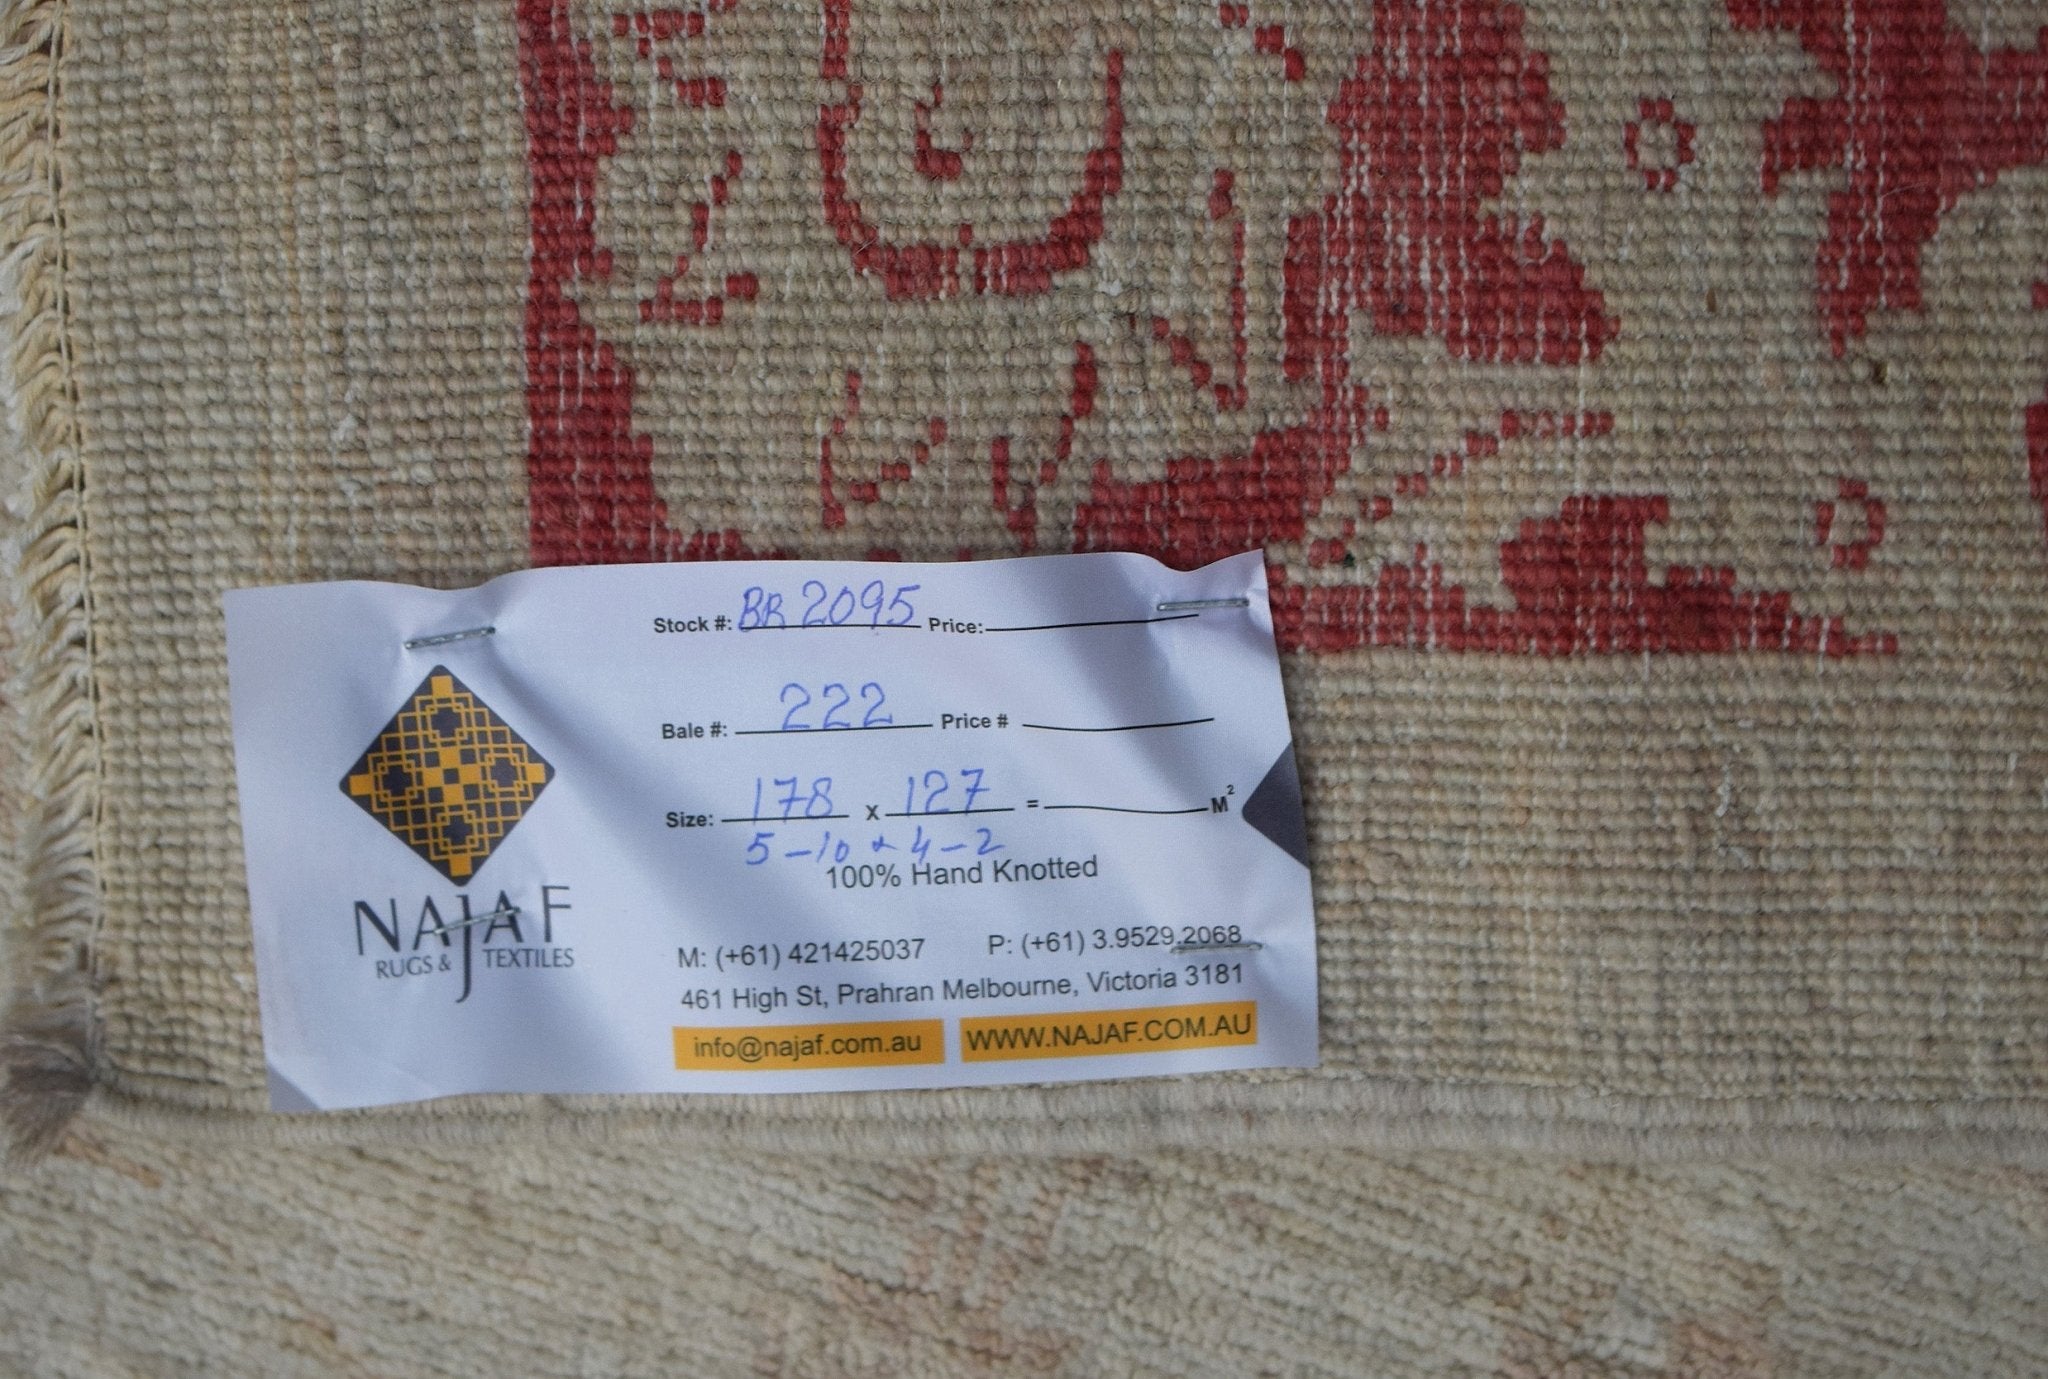 Stock #: BR 2095 Price:
Bale #: 222 Price #
Size: 178 x 127 = M²
5-10 x 4-2
100% Hand Knotted
NAJAF
RUGS & TEXTILES
M: (+61) 421425037 P: (+61) 3.9529.2068
461 High St, Prahran Melbourne, Victoria 3181
info@najaf.com.au WWW.NAJAF.COM.AU